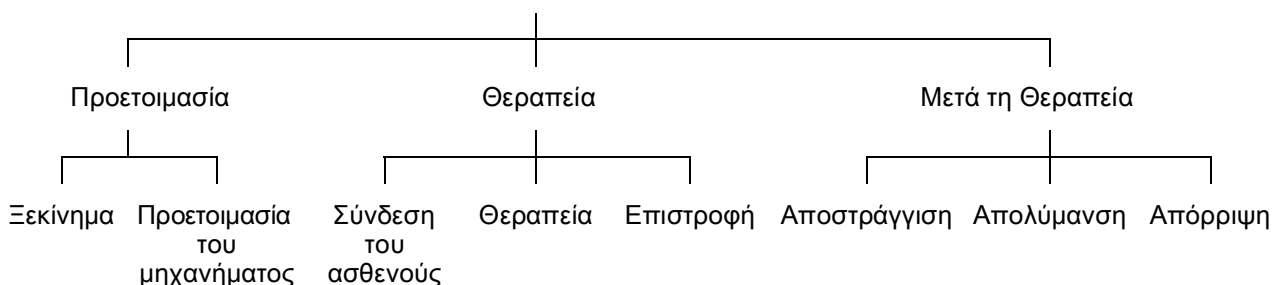 Προετοιμασία Θεραπεία Μετά τη Θεραπεία
Ξεκίνημα Προετοιμασία Σύνδεση Θεραπεία Επιστροφή Αποστράγγιση Απολύμανση Απόρριψη
του του
μηχανήματος ασθενούς